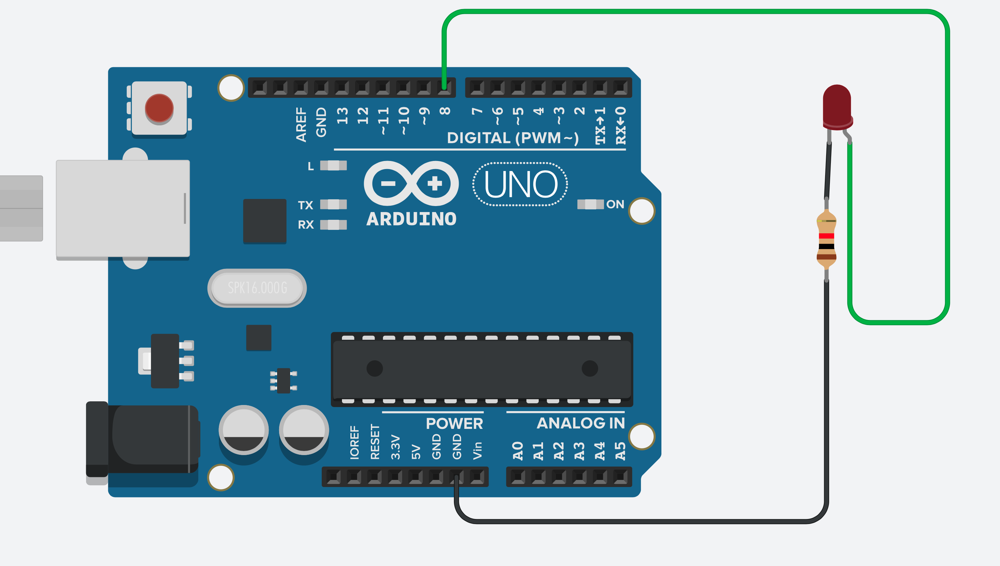 AREF
GND
13
12
~11
~10
~9
8
7
~6
~5
4
~3
2
TX→1
RX←0
DIGITAL (PWM ~)
L
TX
RX
ARDUINO
UNO
ON
SPK16.000G
POWER
ANALOG IN
IOREF
RESET
3.3V
5V
GND
GND
Vin
A0
A1
A2
A3
A4
A5